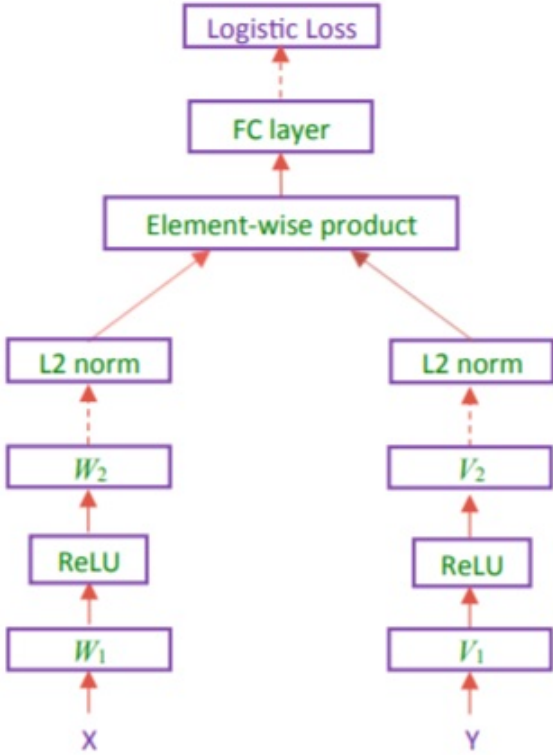 Logistic Loss
FC layer
Element-wise product
L2 norm
L2 norm
W₂
V₂
ReLU
ReLU
W₁
V₁
X
Y